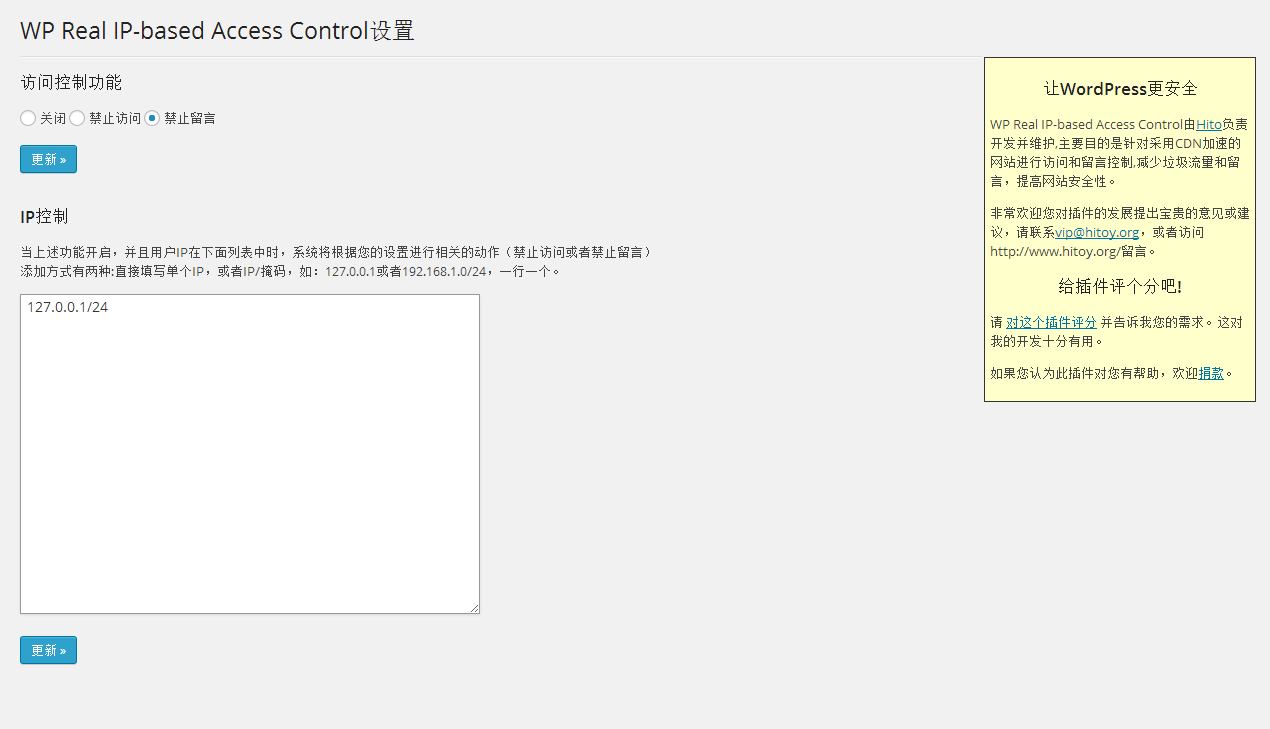 WP Real IP-based Access Control设置
访问控制功能
关闭 禁止访问 禁止留言
更新 »
IP控制
当上述功能开启，并且用户IP在下面列表中时，系统将根据您的设置进行相关的动作（禁止访问或者禁止留言）
添加方式有两种:直接填写单个IP，或者IP/掩码，如：127.0.0.1或者192.168.1.0/24，一行一个。
127.0.0.1/24
更新 »
让WordPress更安全
WP Real IP-based Access Control由Hito负责
开发并维护,主要目的是针对采用CDN加速的
网站进行访问和留言控制,减少垃圾流量和留
言，提高网站安全性。
非常欢迎您对插件的发展提出宝贵的意见或建
议，请联系vip@hitoy.org，或者访问
http://www.hitoy.org/留言。
给插件评个分吧!
请 对这个插件评分 并告诉我您的需求。这对
我的开发十分有用。
如果您认为此插件对您有帮助，欢迎捐款。